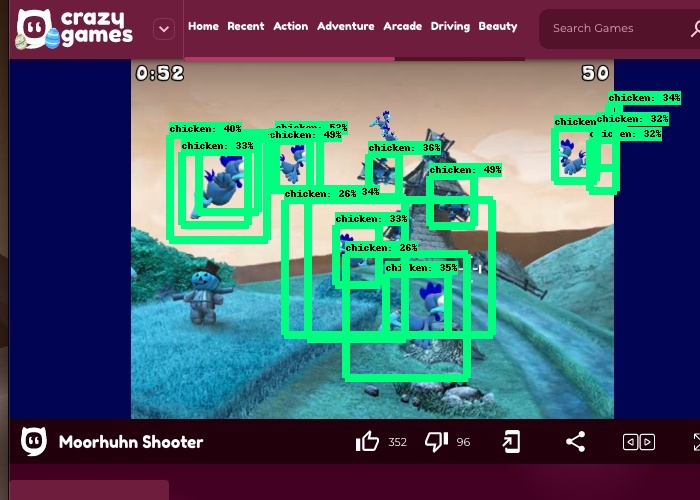 crazy games
Home Recent Action Adventure Arcade Driving Beauty
Search Games
0:52
50
chicken: 34%
chicken: 32%
chicken: 32%
chicken: 40%
chicken: 49%
chicken: 33%
chicken: 36%
chicken: 49%
chicken: 26% 34%
chicken: 33%
chicken: 26%
chicken: 35%
Moorhuhn Shooter
352
96